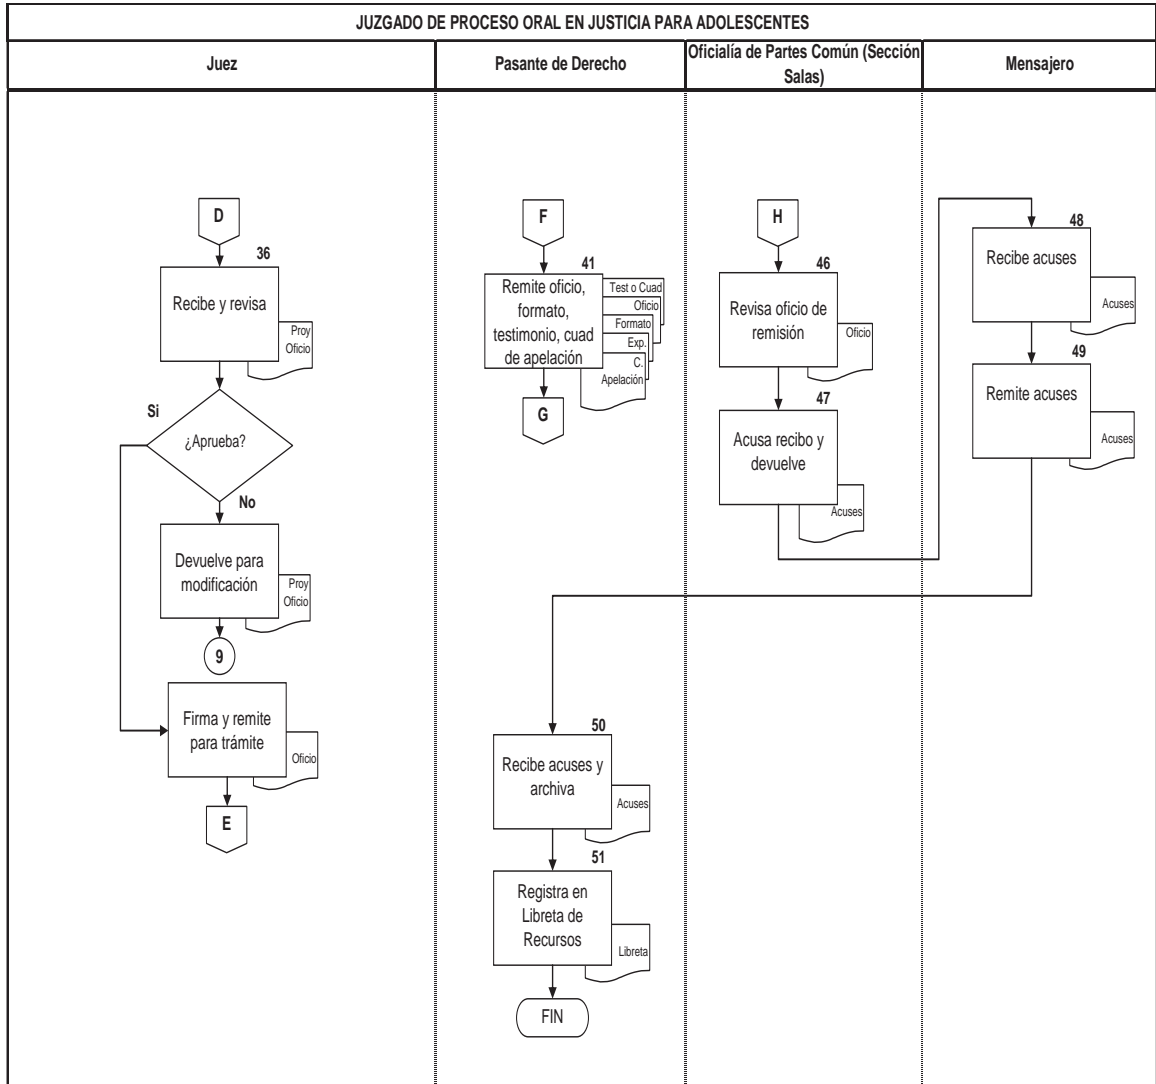 JUZGADO DE PROCESO ORAL EN JUSTICIA PARA ADOLESCENTES
Juez
Pasante de Derecho
Oficialía de Partes Común (Sección
Salas)
Mensajero
D
36
Recibe y revisa
Proy
Oficio
Si
¿Aprueba?
No
Devuelve para
modificación
Proy
Oficio
9
Firma y remite
para trámite
Oficio
E
F
41
Remite oficio,
formato,
testimonio, cuad
de apelación
Test o Cuad
Oficio
Formato
Exp.
C.
Apelación
G
H
46
Revisa oficio de
remisión
Oficio
47
Acusa recibo y
devuelve
Acuses
48
Recibe acuses
Acuses
49
Remite acuses
Acuses
50
Recibe acuses y
archiva
Acuses
51
Registra en
Libreta de
Recursos
Libreta
FIN